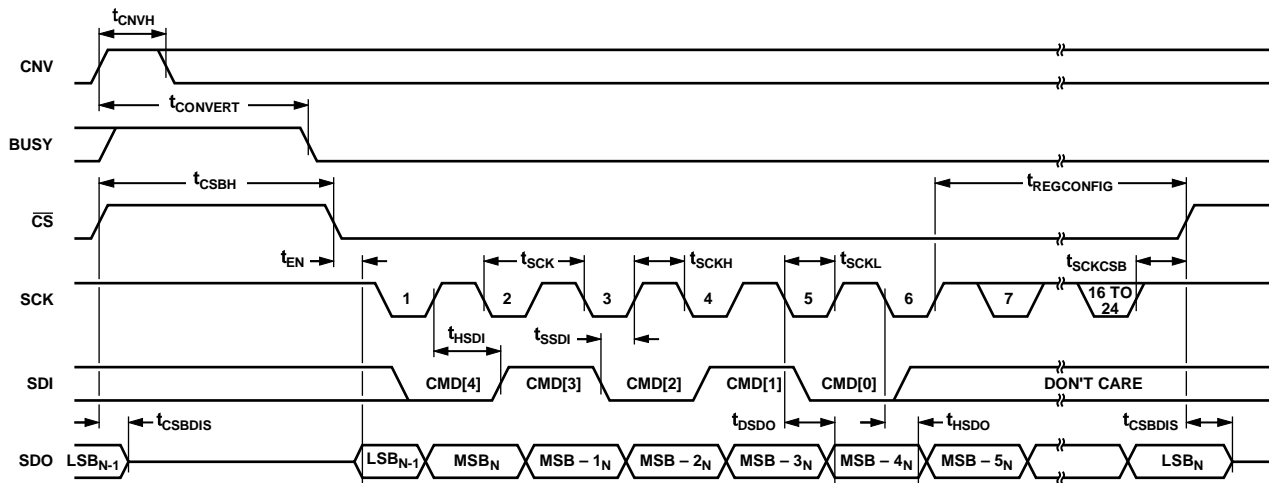 tCNVH
CNV
tCONVERT
BUSY
tCSBH
tREGCONFIG
CS
tEN
tSCK
tSCKH
tSCKL
tSCKCSB
SCK
1
2
3
4
5
6
7
16 TO
24
tHSDI
tSSDI
SDI
CMD[4]
CMD[3]
CMD[2]
CMD[1]
CMD[0]
DON'T CARE
tCSBDIS
tDSDO
tHSDO
tCSBDIS
SDO
LSBN-1
LSBN-1
MSBN
MSB – 1N
MSB – 2N
MSB – 3N
MSB – 4N
MSB – 5N
LSBN